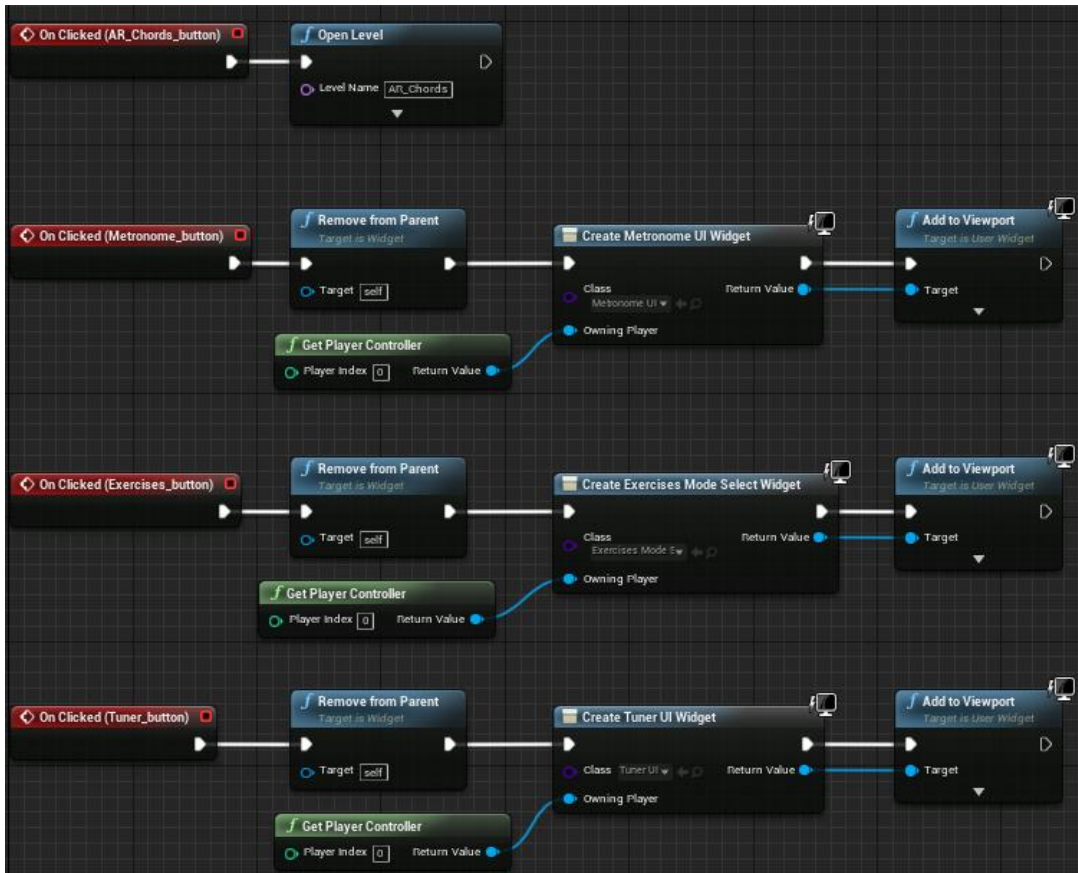 On Clicked (AR_Chords_button)
Open Level
Level Name AR_Chords
On Clicked (Metronome_button)
Remove from Parent
Target is Widget
Target self
Get Player Controller
Player Index 0 Return Value
Create Metronome UI Widget
Class Return Value
Metronome UI
Owning Player
Add to Viewport
Target is User Widget
Target
On Clicked (Exercises_button)
Remove from Parent
Target is Widget
Target self
Get Player Controller
Player Index 0 Return Value
Create Exercises Mode Select Widget
Class Return Value
Exercises Mode
Owning Player
Add to Viewport
Target is User Widget
Target
On Clicked (Tuner_button)
Remove from Parent
Target is Widget
Target self
Get Player Controller
Player Index 0 Return Value
Create Tuner UI Widget
Class Tuner UI Return Value
Owning Player
Add to Viewport
Target is User Widget
Target